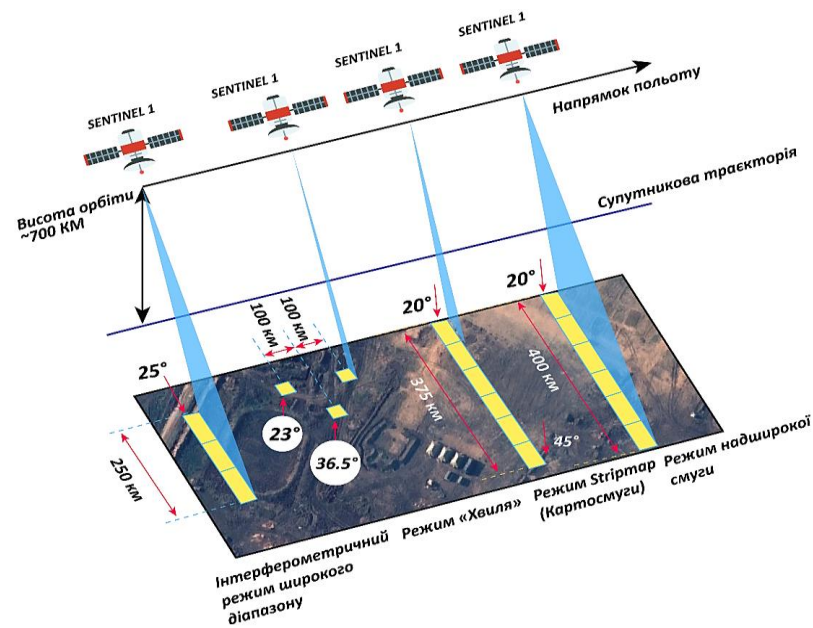 SENTINEL 1
SENTINEL 1
SENTINEL 1
SENTINEL 1
Напрямок польоту
Висота орбіти
~700 КМ
Супутникова траєкторія
100 км
100 км
20°
20°
25°
375 км
400 км
23°
36.5°
45°
250 км
Інтерферометричний
режим широкого
діапазону
Режим «Хвиля»
Режим Stripmap
(Картосмуги)
Режим надширокої
смуги